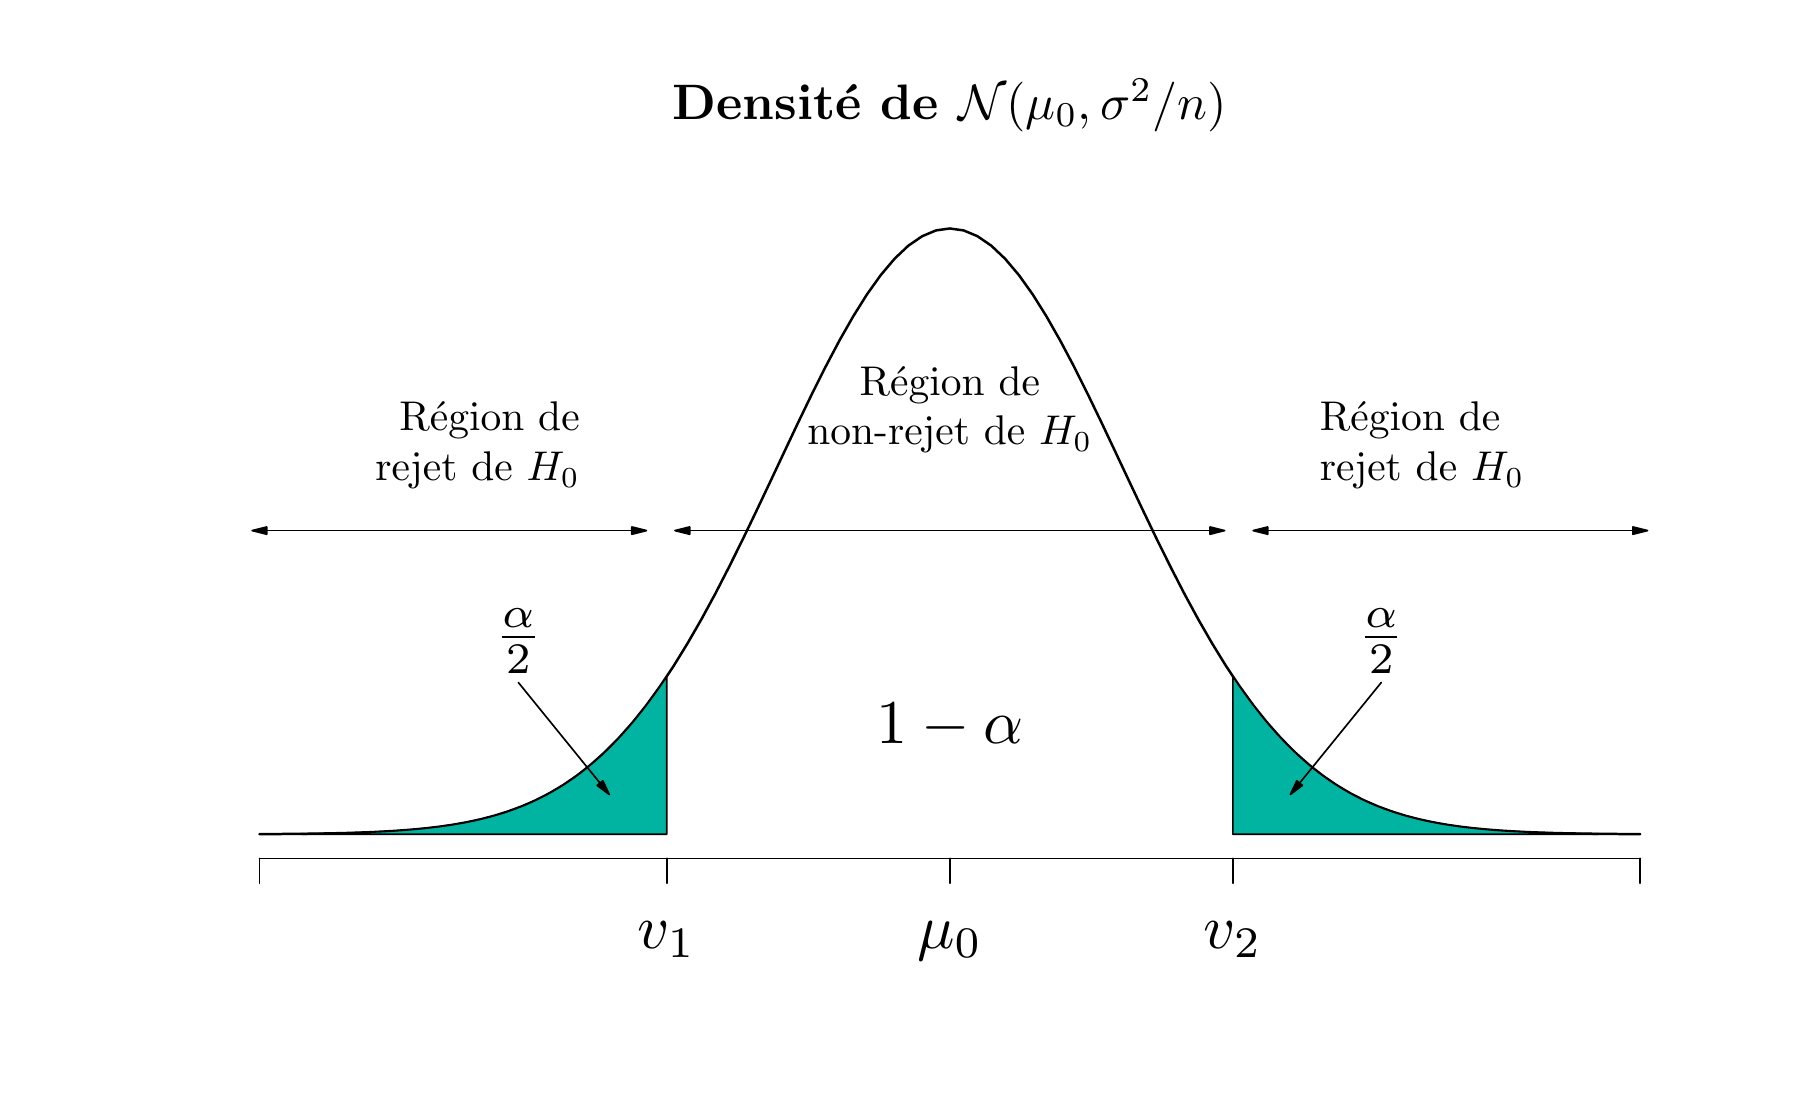 Densité de 𝒩(μ₀, σ²/n)
Région de
non-rejet de H₀
Région de
rejet de H₀
Région de
rejet de H₀
α/2
α/2
1 − α
v₁
μ₀
v₂